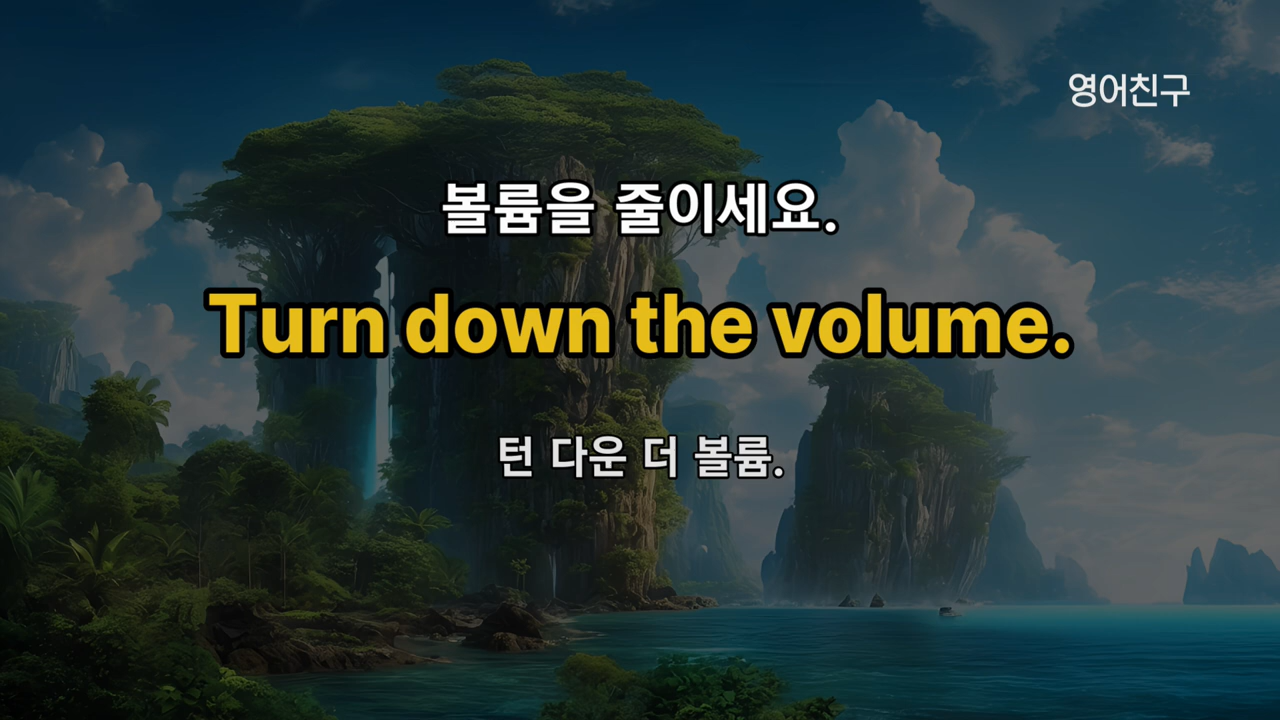 영어친구
볼륨을 줄이세요.
Turn down the volume.
턴 다운 더 볼륨.